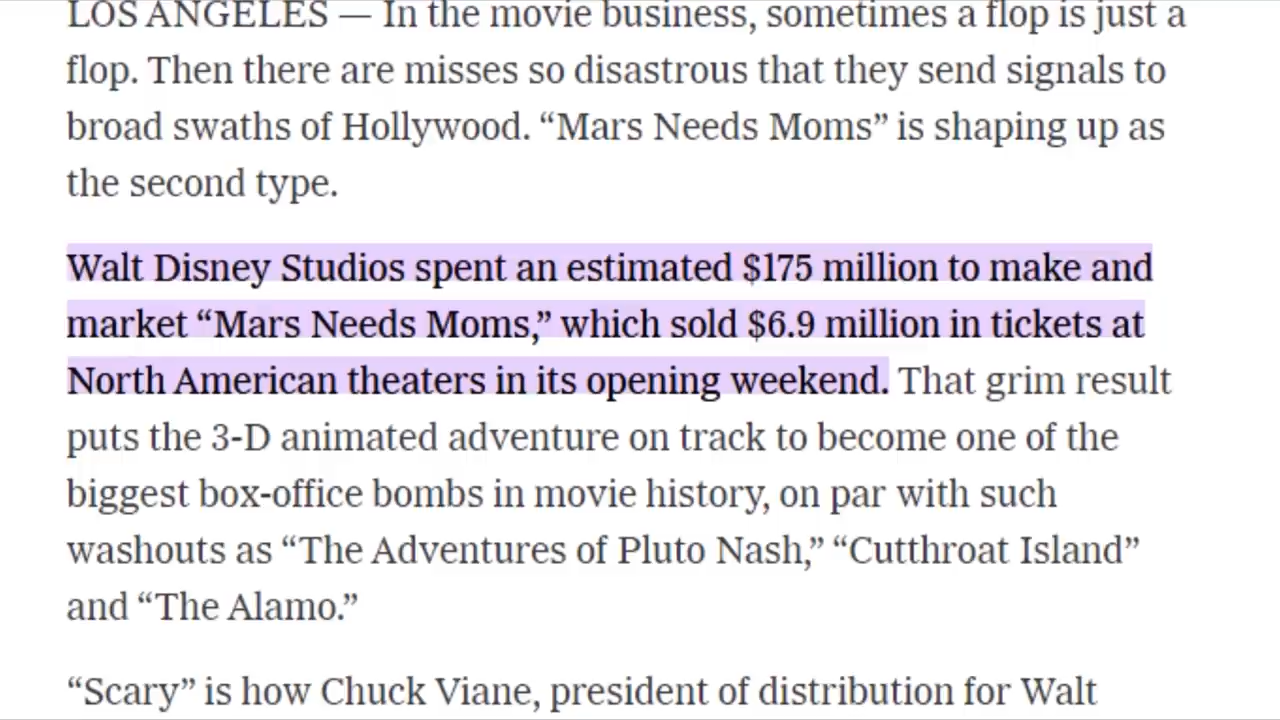 LOS ANGELES — In the movie business, sometimes a flop is just a
flop. Then there are misses so disastrous that they send signals to
broad swaths of Hollywood. “Mars Needs Moms” is shaping up as
the second type.
Walt Disney Studios spent an estimated $175 million to make and
market “Mars Needs Moms,” which sold $6.9 million in tickets at
North American theaters in its opening weekend. That grim result
puts the 3-D animated adventure on track to become one of the
biggest box-office bombs in movie history, on par with such
washouts as “The Adventures of Pluto Nash,” “Cutthroat Island”
and “The Alamo.”
“Scary” is how Chuck Viane, president of distribution for Walt